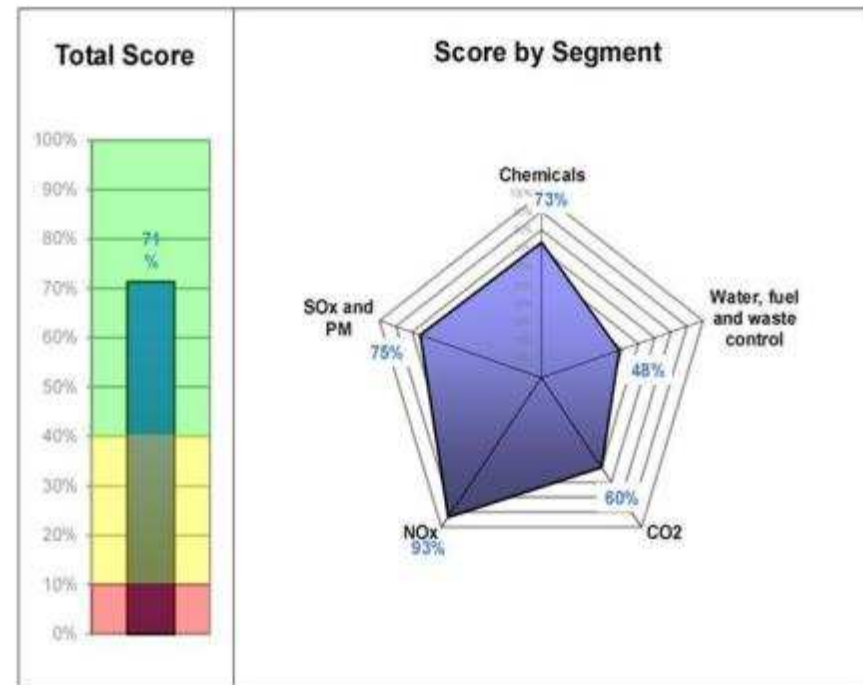 Total Score
100%
90%
80%
71
%
70%
60%
50%
40%
30%
20%
10%
0%
Score by Segment
Chemicals
100%
73%
SOx and
PM
75%
Water, fuel
and waste
control
48%
60%
NOx
93%
CO2